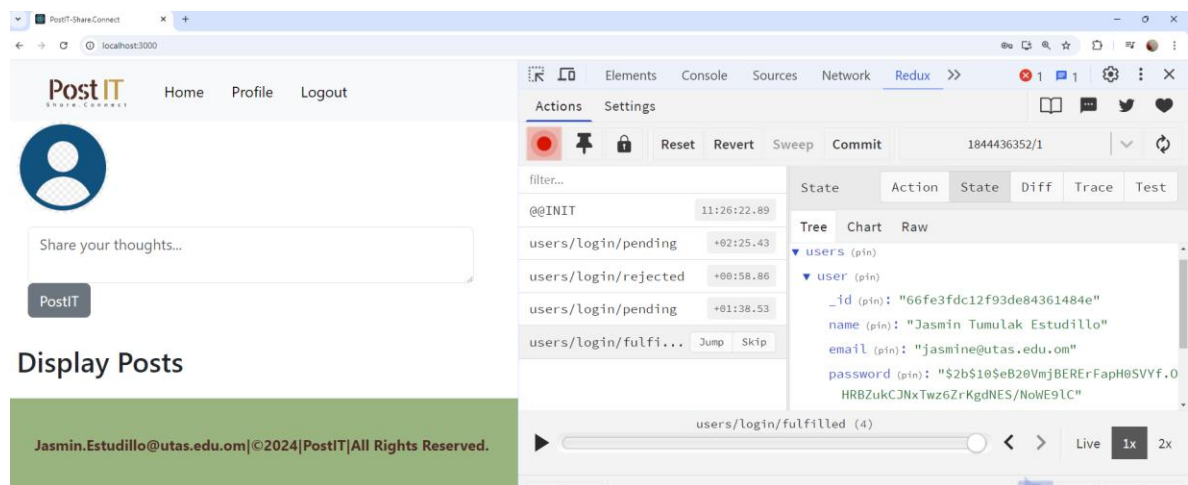 PostIT-Share.Connect
localhost:3000
Post IT
Share.Connect
Home Profile Logout
Share your thoughts...
PostIT
Display Posts
Jasmin.Estudillo@utas.edu.om|©2024|PostIT|All Rights Reserved.
Elements Console Sources Network Redux 1 1
Actions Settings
Reset Revert Sweep Commit 1844436352/1
filter...
@@INIT 11:26:22.89
users/login/pending +02:25.43
users/login/rejected +00:58.86
users/login/pending +01:38.53
users/login/fulfi... Jump Skip
State Action State Diff Trace Test
Tree Chart Raw
users (pin)
user (pin)
_id (pin): "66fe3fdc12f93de84361484e"
name (pin): "Jasmin Tumulak Estudillo"
email (pin): "jasmine@utas.edu.om"
password (pin): "$2b$10$eB20VmjBERErFapH0SVYf.O
HRBZukCJNxTwz6ZrKgdNES/NoWE9lC"
users/login/fulfilled (4)
Live 1x 2x